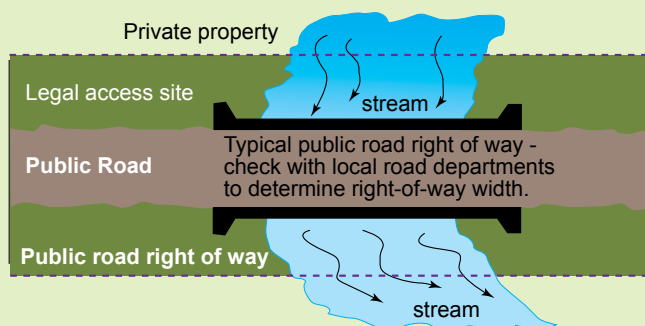 Private property
Legal access site
stream
Public Road
Typical public road right of way -
check with local road departments
to determine right-of-way width.
Public road right of way
stream